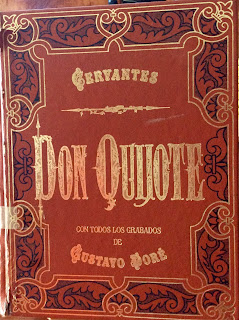 CERVANTES
DON QUIJOTE
CON TODOS LOS GRABADOS
DE
GUSTAVO DORÉ